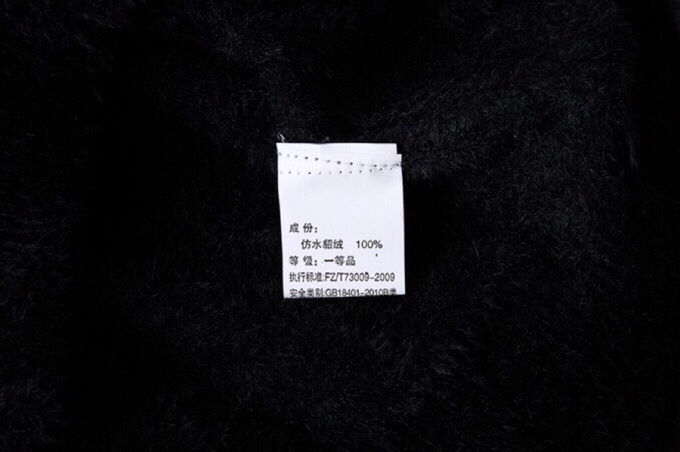 成份：
仿水貂绒 100%
等级：一等品
执行标准:FZ/T73009-2009
安全类别:GB18401-2010B类